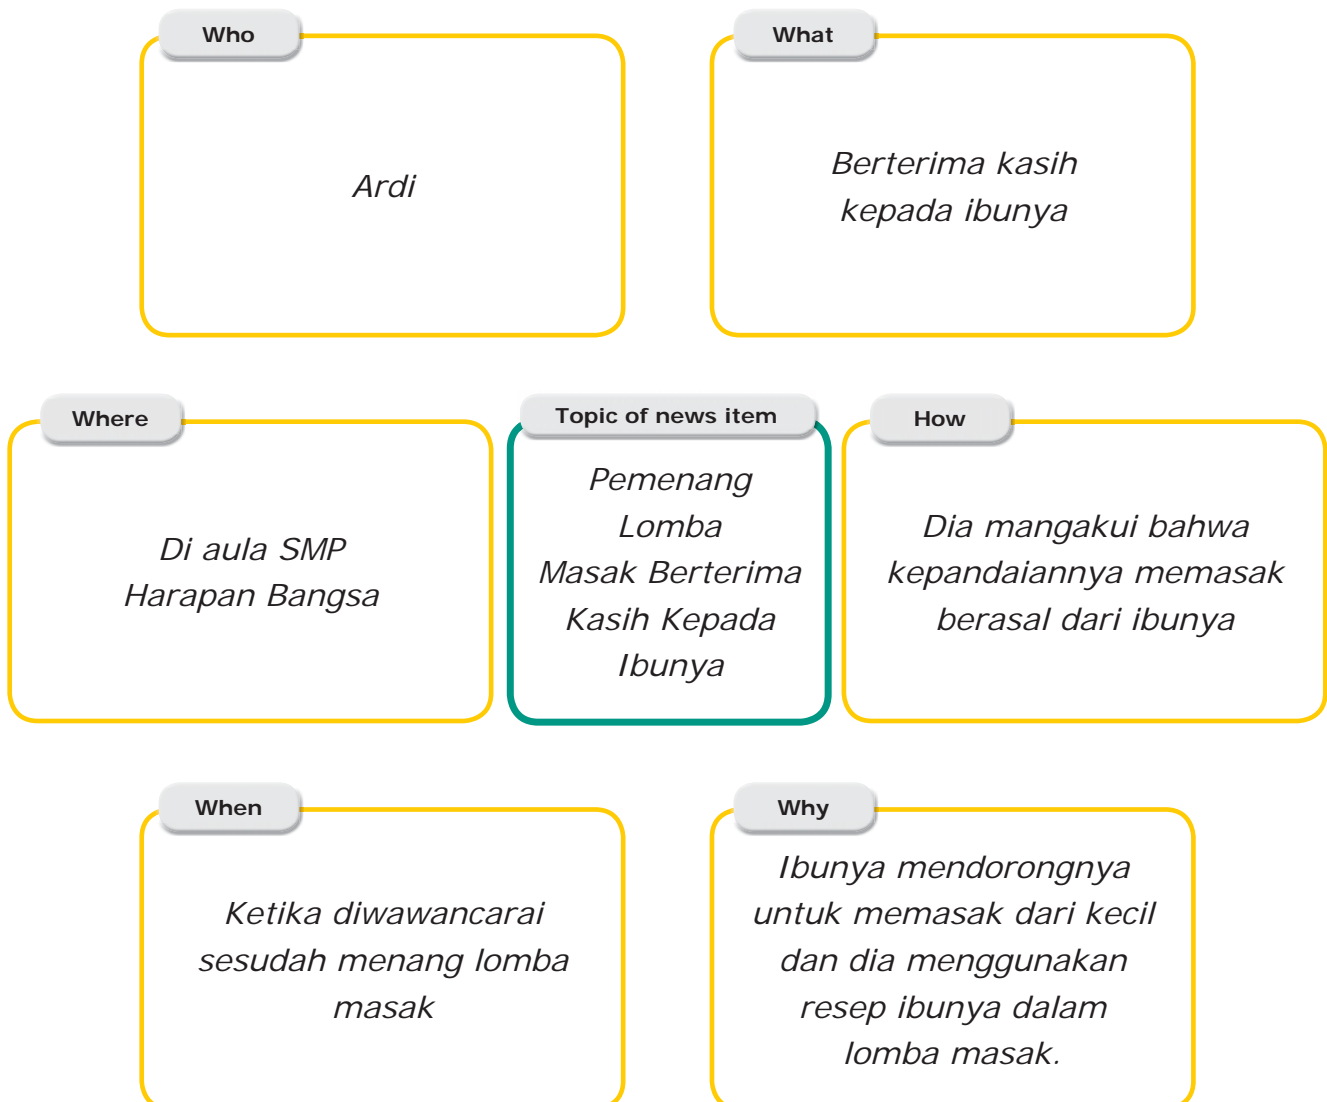 Who
Ardi
What
Berterima kasih
kepada ibunya
Where
Di aula SMP
Harapan Bangsa
Topic of news item
Pemenang
Lomba
Masak Berterima
Kasih Kepada
Ibunya
How
Dia mangakui bahwa
kepandaiannya memasak
berasal dari ibunya
When
Ketika diwawancarai
sesudah menang lomba
masak
Why
Ibunya mendorongnya
untuk memasak dari kecil
dan dia menggunakan
resep ibunya dalam
lomba masak.